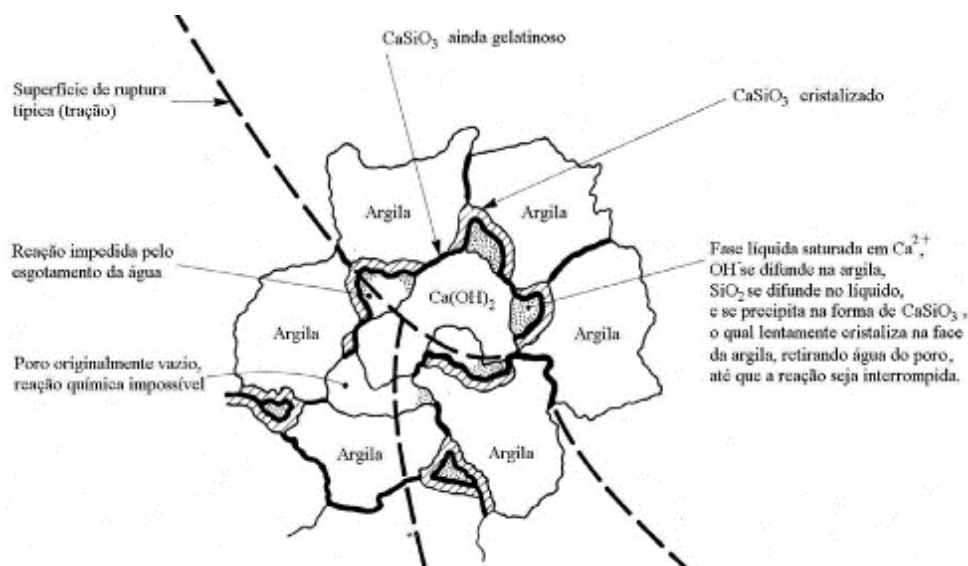 CaSiO₃ ainda gelatinoso
Superfície de ruptura
típica (tração)
CaSiO₃ cristalizado
Argila
Argila
Reação impedida pelo
esgotamento da água
Fase líquida saturada em Ca²⁺,
OH⁻se difunde na argila,
SiO₂ se difunde no líquido,
e se precipita na forma de CaSiO₃ ,
o qual lentamente cristaliza na face
da argila, retirando água do poro,
até que a reação seja interrompida.
Ca(OH)₂
Argila
Argila
Poro originalmente vazio,
reação química impossível
Argila
Argila